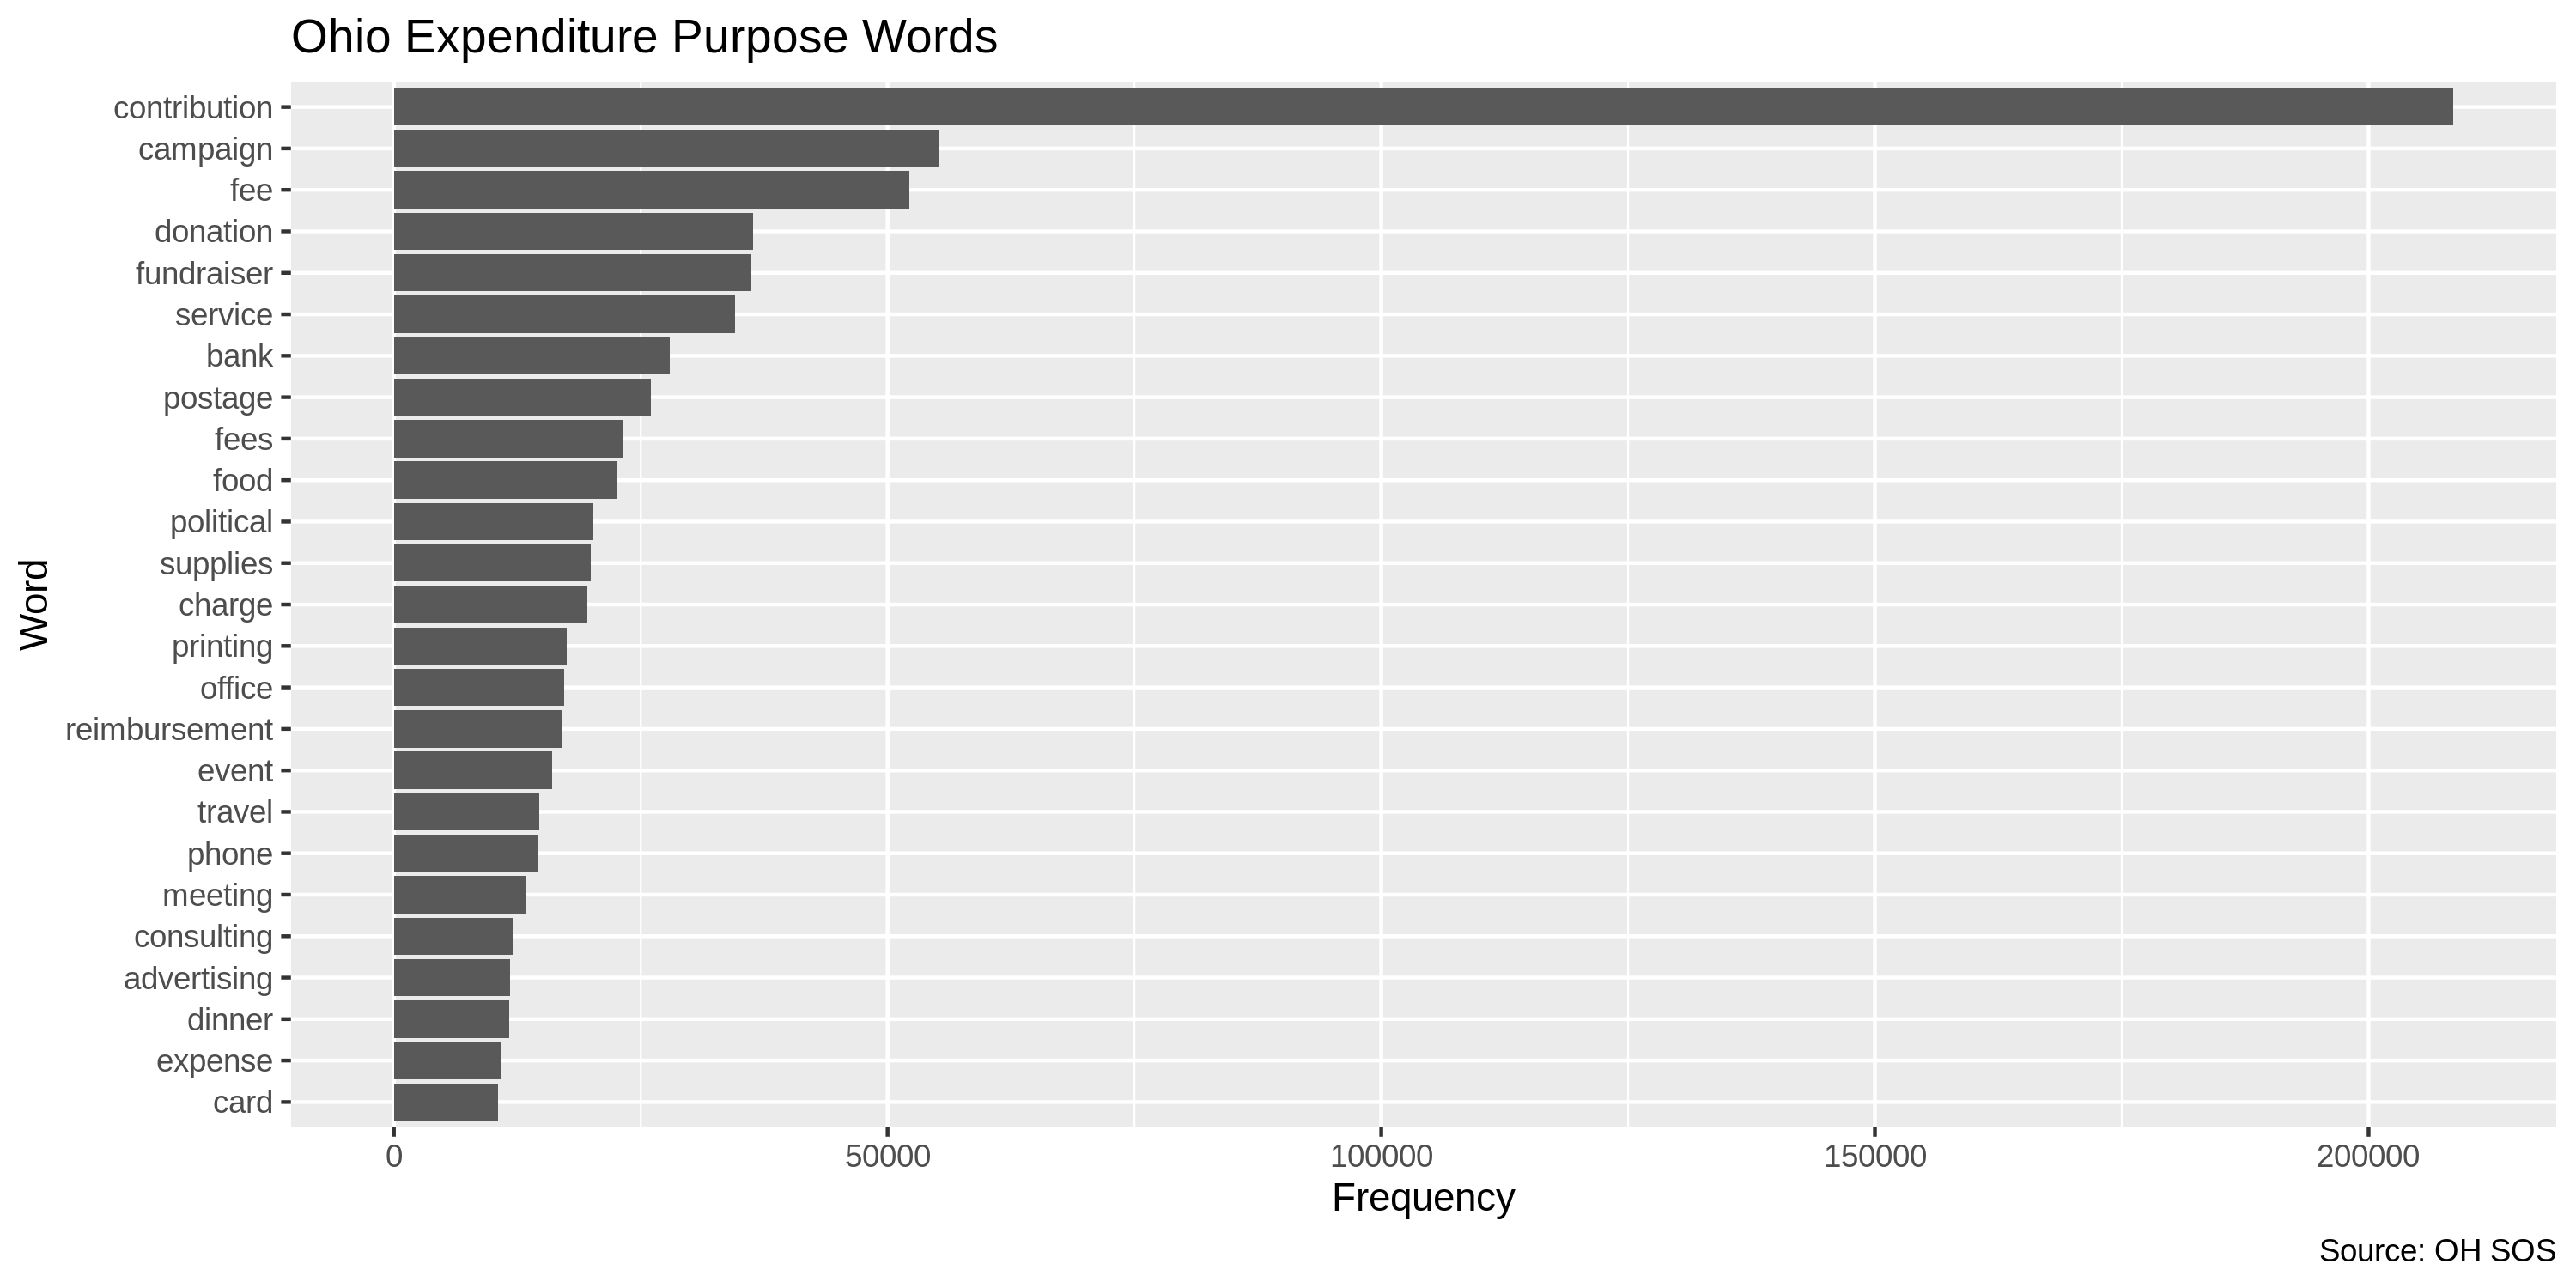 Ohio Expenditure Purpose Words
Word
contribution
campaign
fee
donation
fundraiser
service
bank
postage
fees
food
political
supplies
charge
printing
office
reimbursement
event
travel
phone
meeting
consulting
advertising
dinner
expense
card
0 50000 100000 150000 200000
Frequency
Source: OH SOS